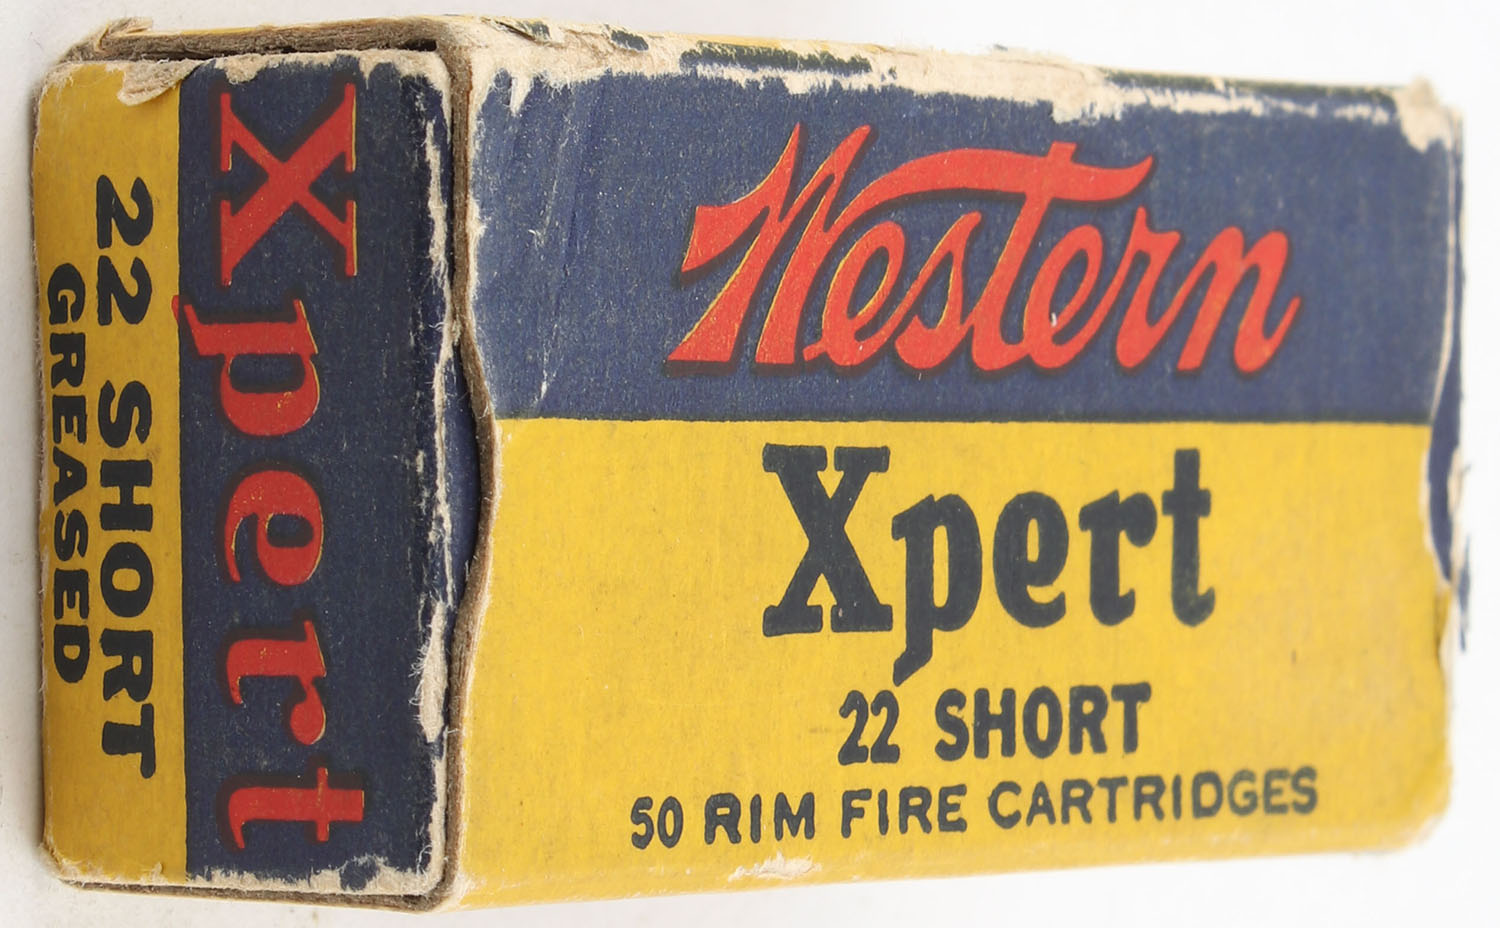 Western
Xpert
22 SHORT
50 RIM FIRE CARTRIDGES
Xpert
22 SHORT
GREASED